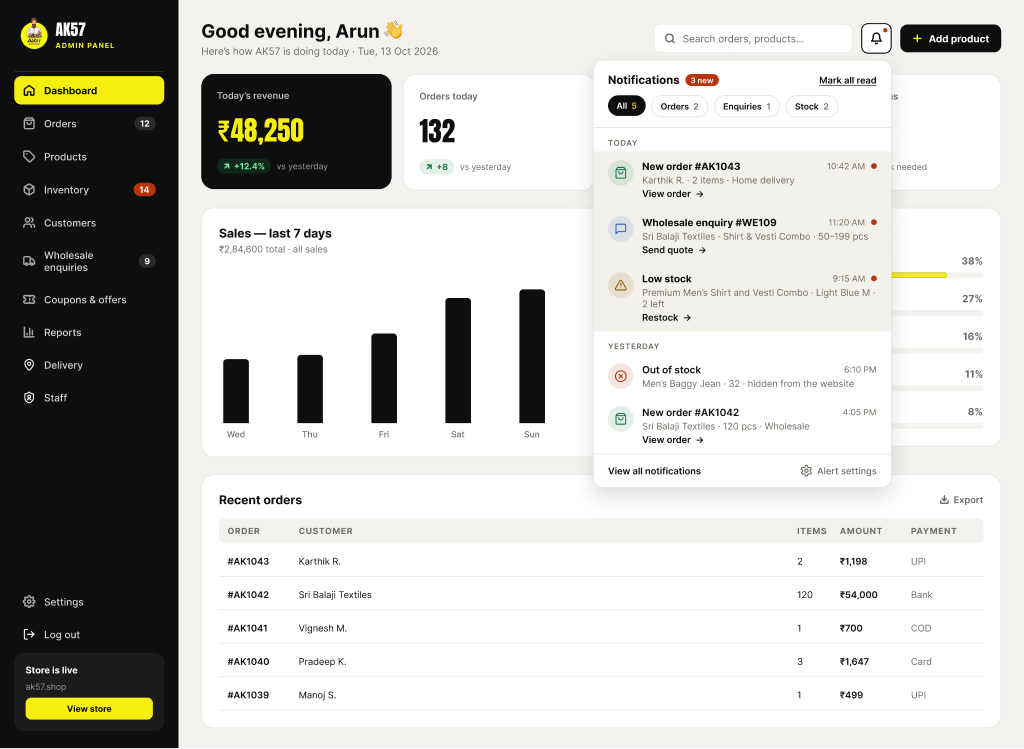 AK57
ADMIN PANEL
Dashboard
Orders 12
Products
Inventory 14
Customers
Wholesale
enquiries 9
Coupons & offers
Reports
Delivery
Staff
Settings
Log out
Store is live
ak57.shop
View store
Good evening, Arun 👋
Here's how AK57 is doing today · Tue, 13 Oct 2026
Search orders, products...
+ Add product
Today's revenue
₹48,250
+12.4% vs yesterday
Orders today
132
+8 vs yesterday
needed
Sales — last 7 days
₹2,84,600 total · all sales
Wed Thu Fri Sat Sun
38%
27%
16%
11%
8%
Notifications 3 new Mark all read
All 5 Orders 2 Enquiries 1 Stock 2
TODAY
New order #AK1043 10:42 AM
Karthik R. · 2 items · Home delivery
View order →
Wholesale enquiry #WE109 11:20 AM
Sri Balaji Textiles · Shirt & Vesti Combo · 50–199 pcs
Send quote →
Low stock 9:15 AM
Premium Men's Shirt and Vesti Combo · Light Blue M ·
2 left
Restock →
YESTERDAY
Out of stock 6:10 PM
Men's Baggy Jean · 32 · hidden from the website
New order #AK1042 4:05 PM
Sri Balaji Textiles · 120 pcs · Wholesale
View order →
View all notifications Alert settings
Recent orders Export
ORDER CUSTOMER ITEMS AMOUNT PAYMENT
#AK1043 Karthik R. 2 ₹1,198 UPI
#AK1042 Sri Balaji Textiles 120 ₹54,000 Bank
#AK1041 Vignesh M. 1 ₹700 COD
#AK1040 Pradeep K. 3 ₹1,647 Card
#AK1039 Manoj S. 1 ₹499 UPI